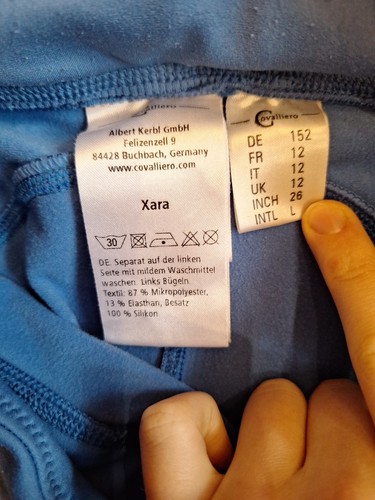 Albert Kerbl GmbH
Felizenzell 9
84428 Buchbach, Germany
www.covalliero.com
Xara
30
DE: Separat auf der linken
Seite mit mildem Waschmittel
waschen. Links Bügeln.
Textil: 87 % Mikropolyester,
13 % Elasthan, Besatz
100 % Silikon
Covalliero
DE 152
FR 12
IT 12
UK 12
INCH 26
INTL L